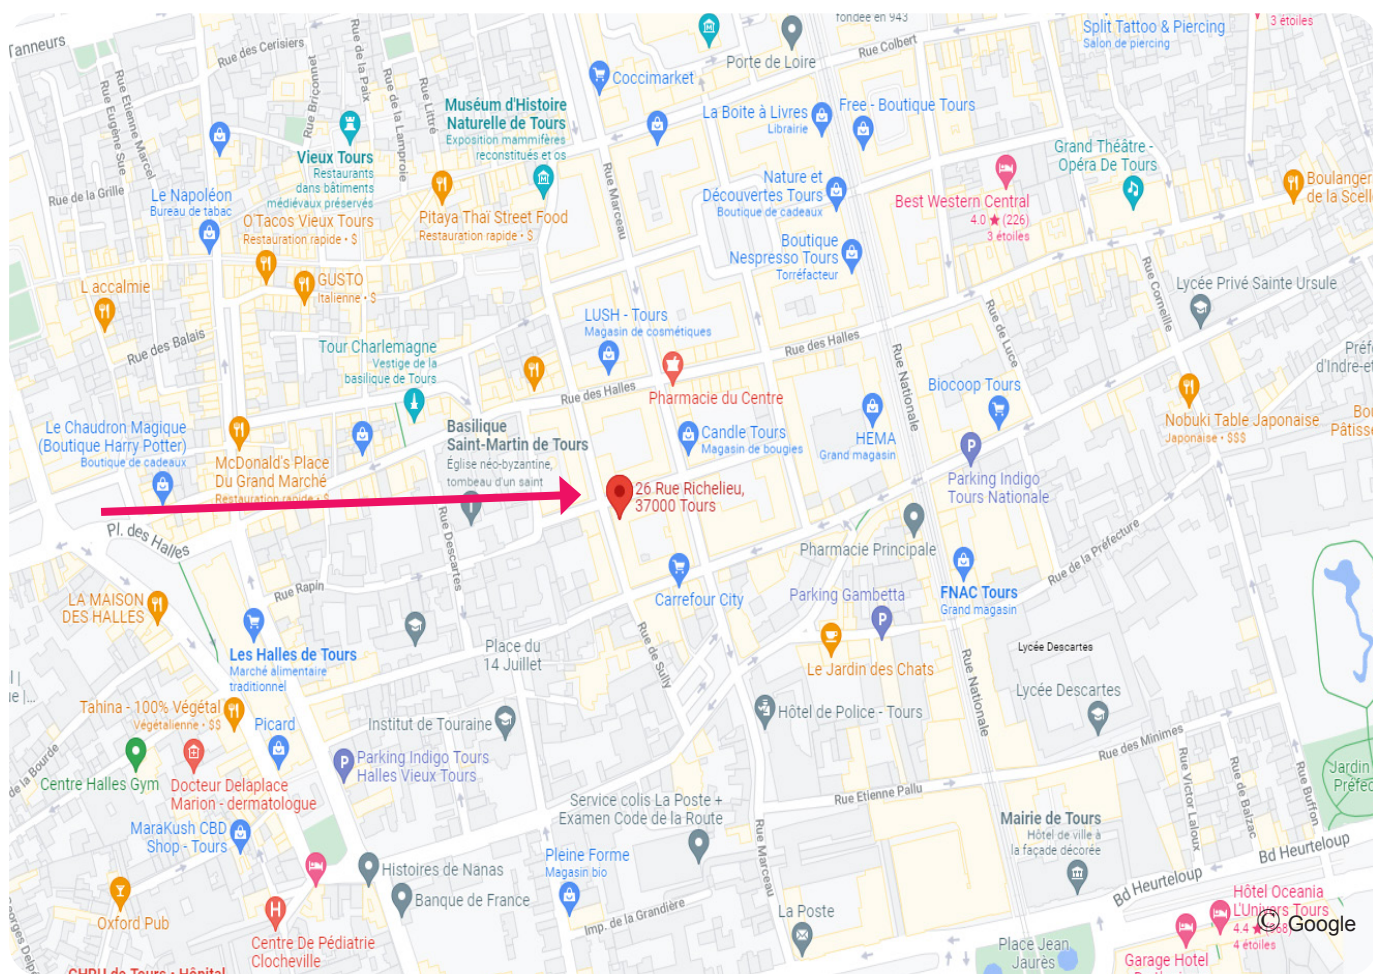 Tanneurs
Rue des Cerisiers
Rue Etienne Marcel
Rue Eugène Sue
Rue de la Grille
Rue Briçonnet
Rue de la Paix
Rue de la Lamproie
Rue Littré
Vieux Tours
Restaurants
dans bâtiments
médiévaux préservés
Muséum d'Histoire
Naturelle de Tours
Exposition mammifères
reconstitués et os
Coccimarket
Porte de Loire
fondée en 943
Rue Colbert
Split Tattoo & Piercing
Salon de piercing
3 étoiles
La Boite à Livres
Librairie
Free - Boutique Tours
Grand Théâtre -
Opéra De Tours
Boulanger
de la Scelle
Le Napoléon
Bureau de tabac
O'Tacos Vieux Tours
Restauration rapide • $
Pitaya Thaï Street Food
Restauration rapide • $
Rue Marceau
Nature et
Découvertes Tours
Boutique de cadeaux
Best Western Central
4.0 ★ (226)
3 étoiles
Boutique
Nespresso Tours
Torréfacteur
L accalmie
GUSTO
Italienne • $
Rue Corneille
Lycée Privé Sainte Ursule
Rue des Balais
Tour Charlemagne
Vestige de la
basilique de Tours
LUSH - Tours
Magasin de cosmétiques
Rue des Halles
Rue des Halles
Rue de Luce
Rue Nationale
Préf
d'Indre-et
Pharmacie du Centre
Biocoop Tours
Le Chaudron Magique
(Boutique Harry Potter)
Boutique de cadeaux
McDonald's Place
Du Grand Marché
Restauration rapide • $
Basilique
Saint-Martin de Tours
Église néo-byzantine,
tombeau d'un saint
Candle Tours
Magasin de bougies
HEMA
Grand magasin
Nobuki Table Japonaise
Japonaise • $$$
Bou
Pâtisse
Parking Indigo
Tours Nationale
26 Rue Richelieu,
37000 Tours
Pl. des Halles
Rue Descartes
Pharmacie Principale
Rue de la Préfecture
LA MAISON
DES HALLES
Rue Rapin
Carrefour City
Parking Gambetta
FNAC Tours
Grand magasin
Les Halles de Tours
Marché alimentaire
traditionnel
Place du
14 Juillet
Rue de Sully
Le Jardin des Chats
Rue Nationale
Lycée Descartes
Lycée Descartes
Tahina - 100% Végétal
Végétalienne • $$
Picard
Institut de Touraine
Hôtel de Police - Tours
Rue des Minimes
de la Bourde
Centre Halles Gym
Docteur Delaplace
Marion - dermatologue
Parking Indigo Tours
Halles Vieux Tours
Rue Victor Laloux
Rue de Balzac
Rue Buffon
Jardin
Préfec
MaraKush CBD
Shop - Tours
Service colis La Poste +
Examen Code de la Route
Rue Etienne Pallu
Rue Marceau
Mairie de Tours
Hôtel de ville à
la façade décorée
Bd Heurteloup
Bd Heurteloup
Pleine Forme
Magasin bio
Histoires de Nanas
Banque de France
Oxford Pub
Imp. de la Grandière
La Poste
Hôtel Oceania
L'Univers Tours
4 étoiles
© Google
Centre De Pédiatrie
Clocheville
Place Jean
Jaurès
Garage Hotel
CHRU de Tours - Hôpital